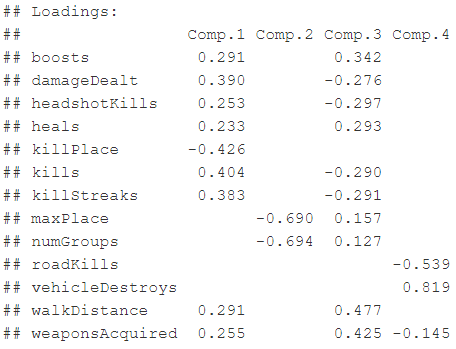 ## Loadings:
##                 Comp.1 Comp.2 Comp.3 Comp.4
## boosts           0.291         0.342
## damageDealt      0.390        -0.276
## headshotKills    0.253        -0.297
## heals            0.233         0.293
## killPlace       -0.426
## kills            0.404        -0.290
## killStreaks      0.383        -0.291
## maxPlace               -0.690  0.157
## numGroups              -0.694  0.127
## roadKills                            -0.539
## vehicleDestroys                       0.819
## walkDistance     0.291         0.477
## weaponsAcquired  0.255         0.425 -0.145